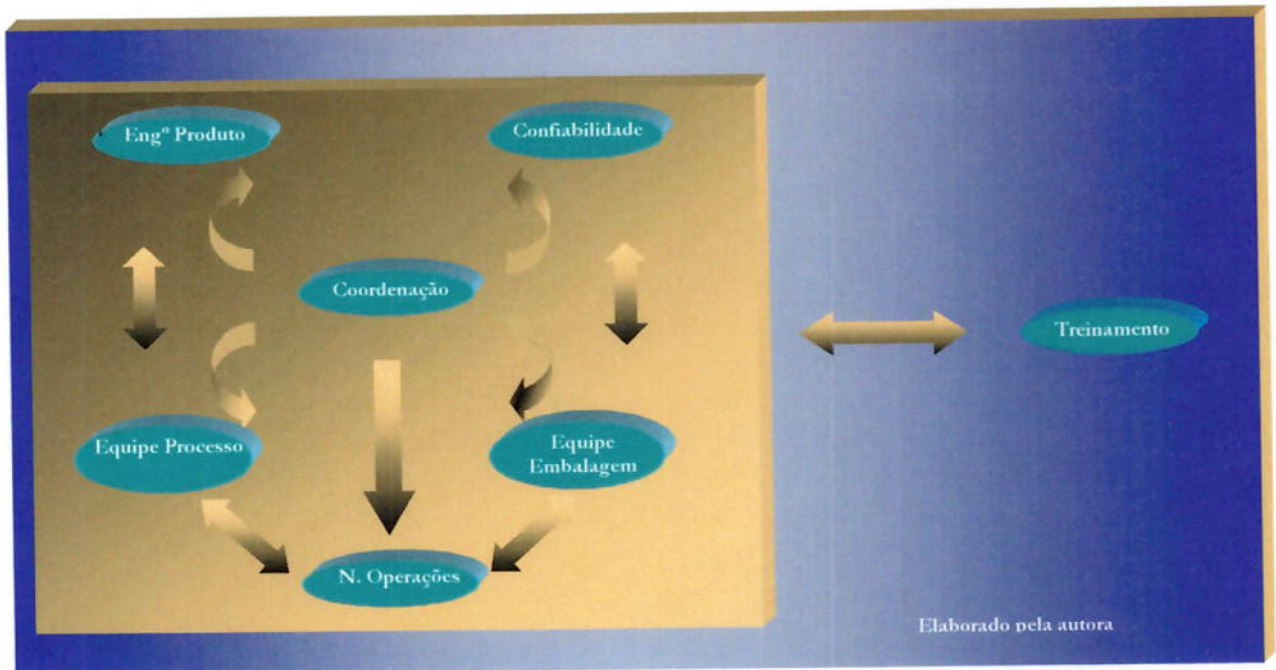 Engº Produto
Confiabilidade
Coordenação
Treinamento
Equipe Processo
Equipe
Embalagem
N. Operações
Elaborado pela autora